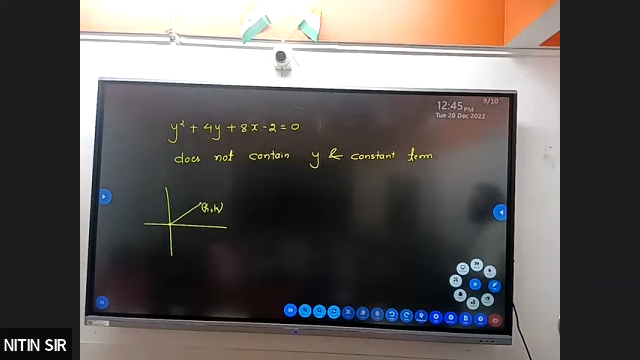 12:45 PM
Tue 20 Dec 2022
9/10
y² + 4y + 8x - 2 = 0
does not contain y & constant term
(h, k)
NITIN SIR